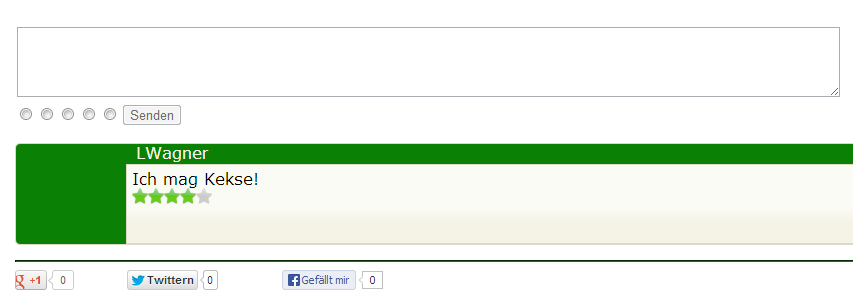 Senden
LWagner
Ich mag Kekse!
g +1 0 Twittern 0 f Gefällt mir 0